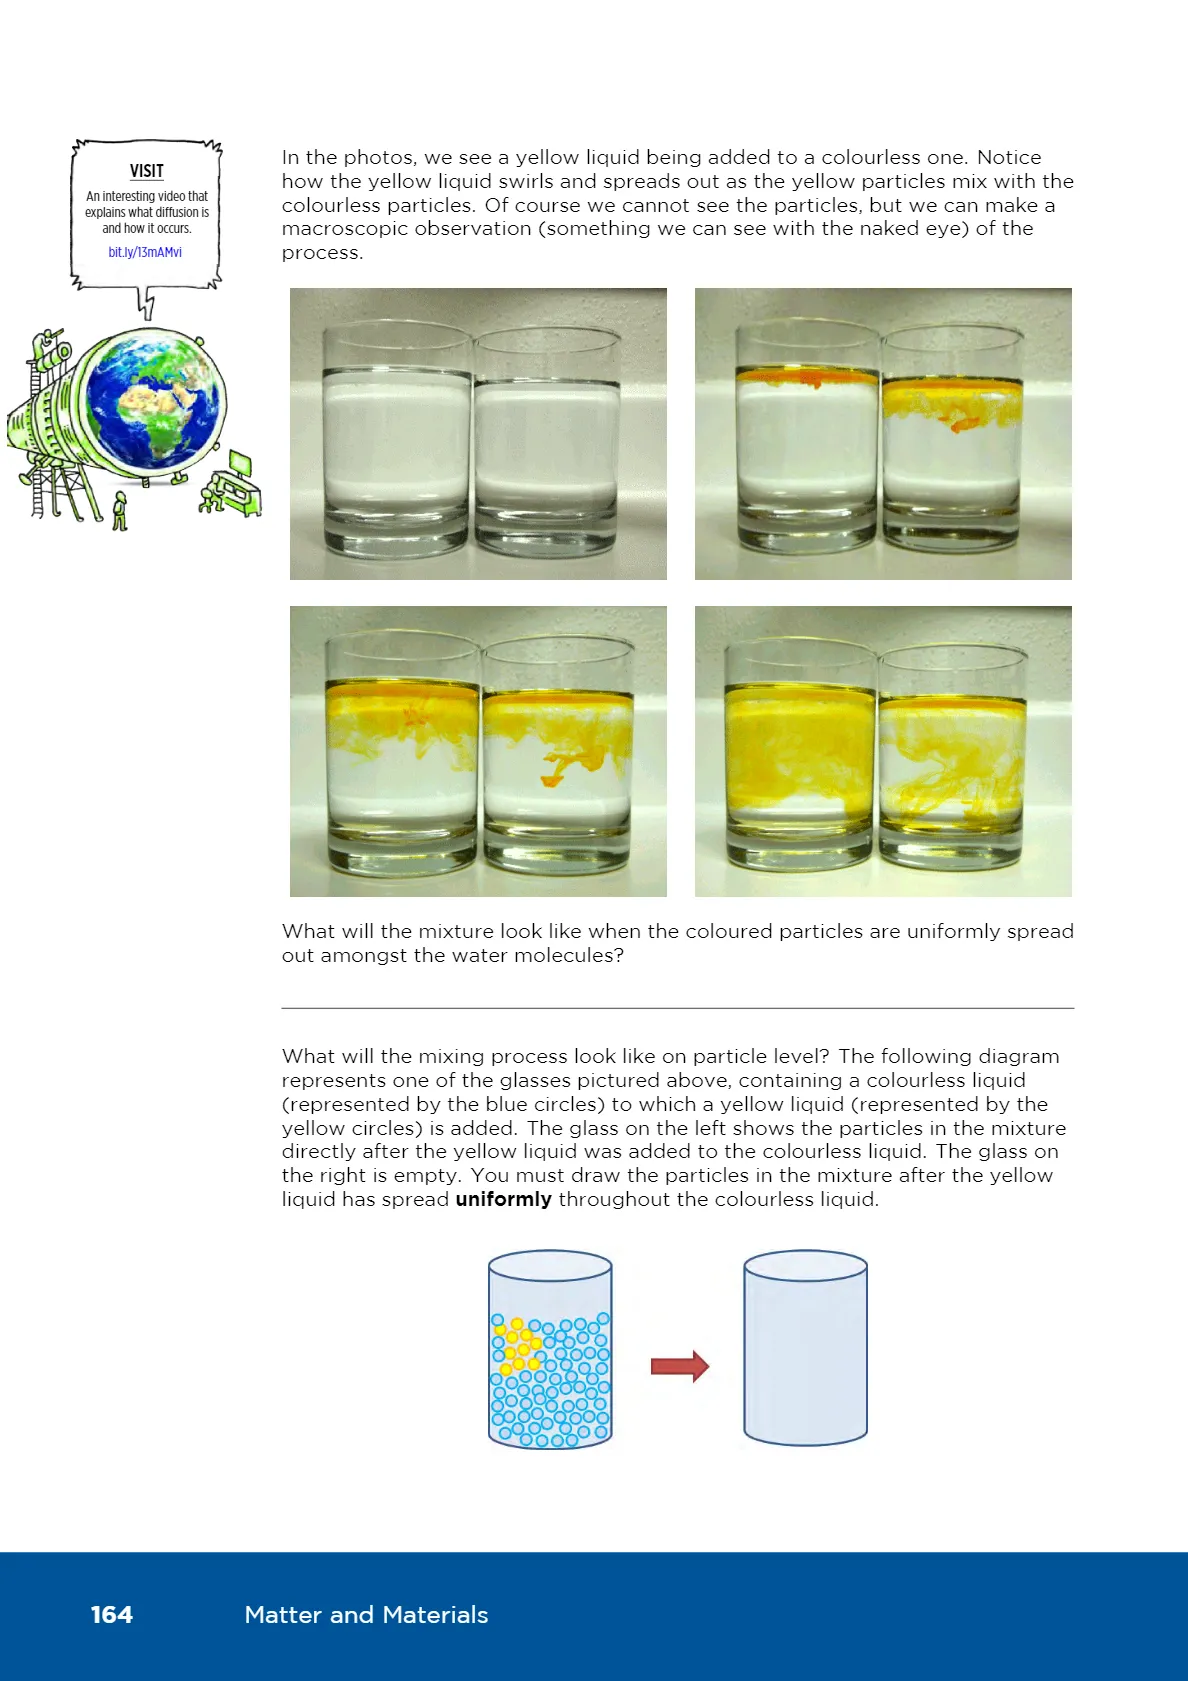 VISIT
An interesting video that
explains what diffusion is
and how it occurs.
bit.ly/13mAMvi
In the photos, we see a yellow liquid being added to a colourless one. Notice
how the yellow liquid swirls and spreads out as the yellow particles mix with the
colourless particles. Of course we cannot see the particles, but we can make a
macroscopic observation (something we can see with the naked eye) of the
process.
What will the mixture look like when the coloured particles are uniformly spread
out amongst the water molecules?
What will the mixing process look like on particle level? The following diagram
represents one of the glasses pictured above, containing a colourless liquid
(represented by the blue circles) to which a yellow liquid (represented by the
yellow circles) is added. The glass on the left shows the particles in the mixture
directly after the yellow liquid was added to the colourless liquid. The glass on
the right is empty. You must draw the particles in the mixture after the yellow
liquid has spread uniformly throughout the colourless liquid.
164 Matter and Materials